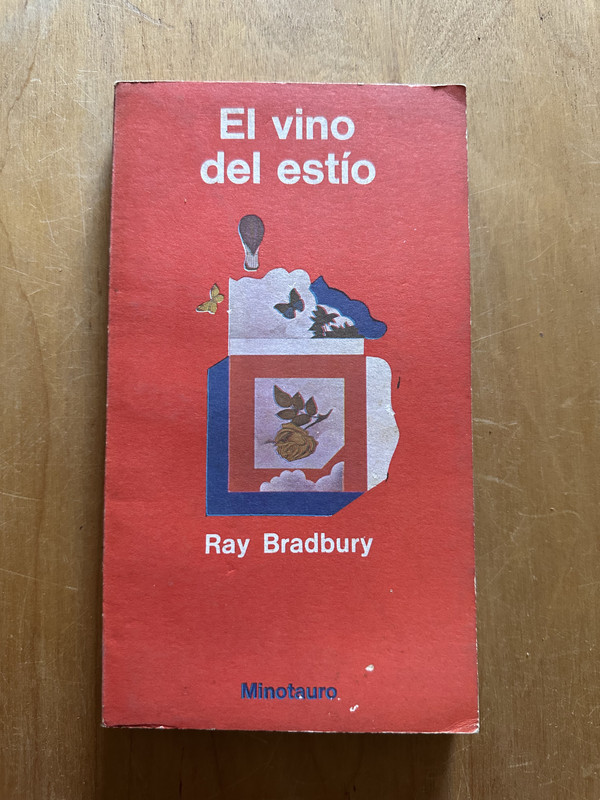 El vino
del estío
Ray Bradbury
Minotauro